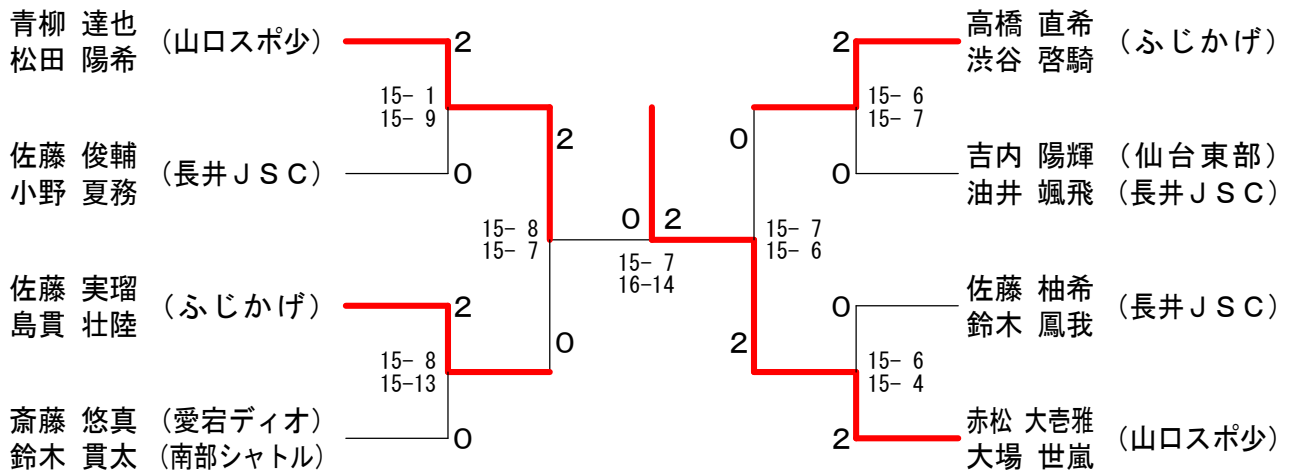 青柳 達也
松田 陽希
(山口スポ少)
2
15- 1
15- 9
佐藤 俊輔
小野 夏務
(長井JSC)
0
2
15- 8
15- 7
佐藤 実瑠
島貫 壮陸
(ふじかげ)
2
0
15- 8
15-13
斎藤 悠真 (愛宕ディオ)
鈴木 貫太 (南部シャトル)
0
0 2
15- 7
16-14
高橋 直希
渋谷 啓騎
(ふじかげ)
2
15- 6
15- 7
0
吉内 陽輝 (仙台東部)
油井 颯飛 (長井JSC)
0
15- 7
15- 6
佐藤 柚希
鈴木 鳳我
(長井JSC)
0
2
15- 6
15- 4
赤松 大壱雅
大場 世嵐
(山口スポ少)
2